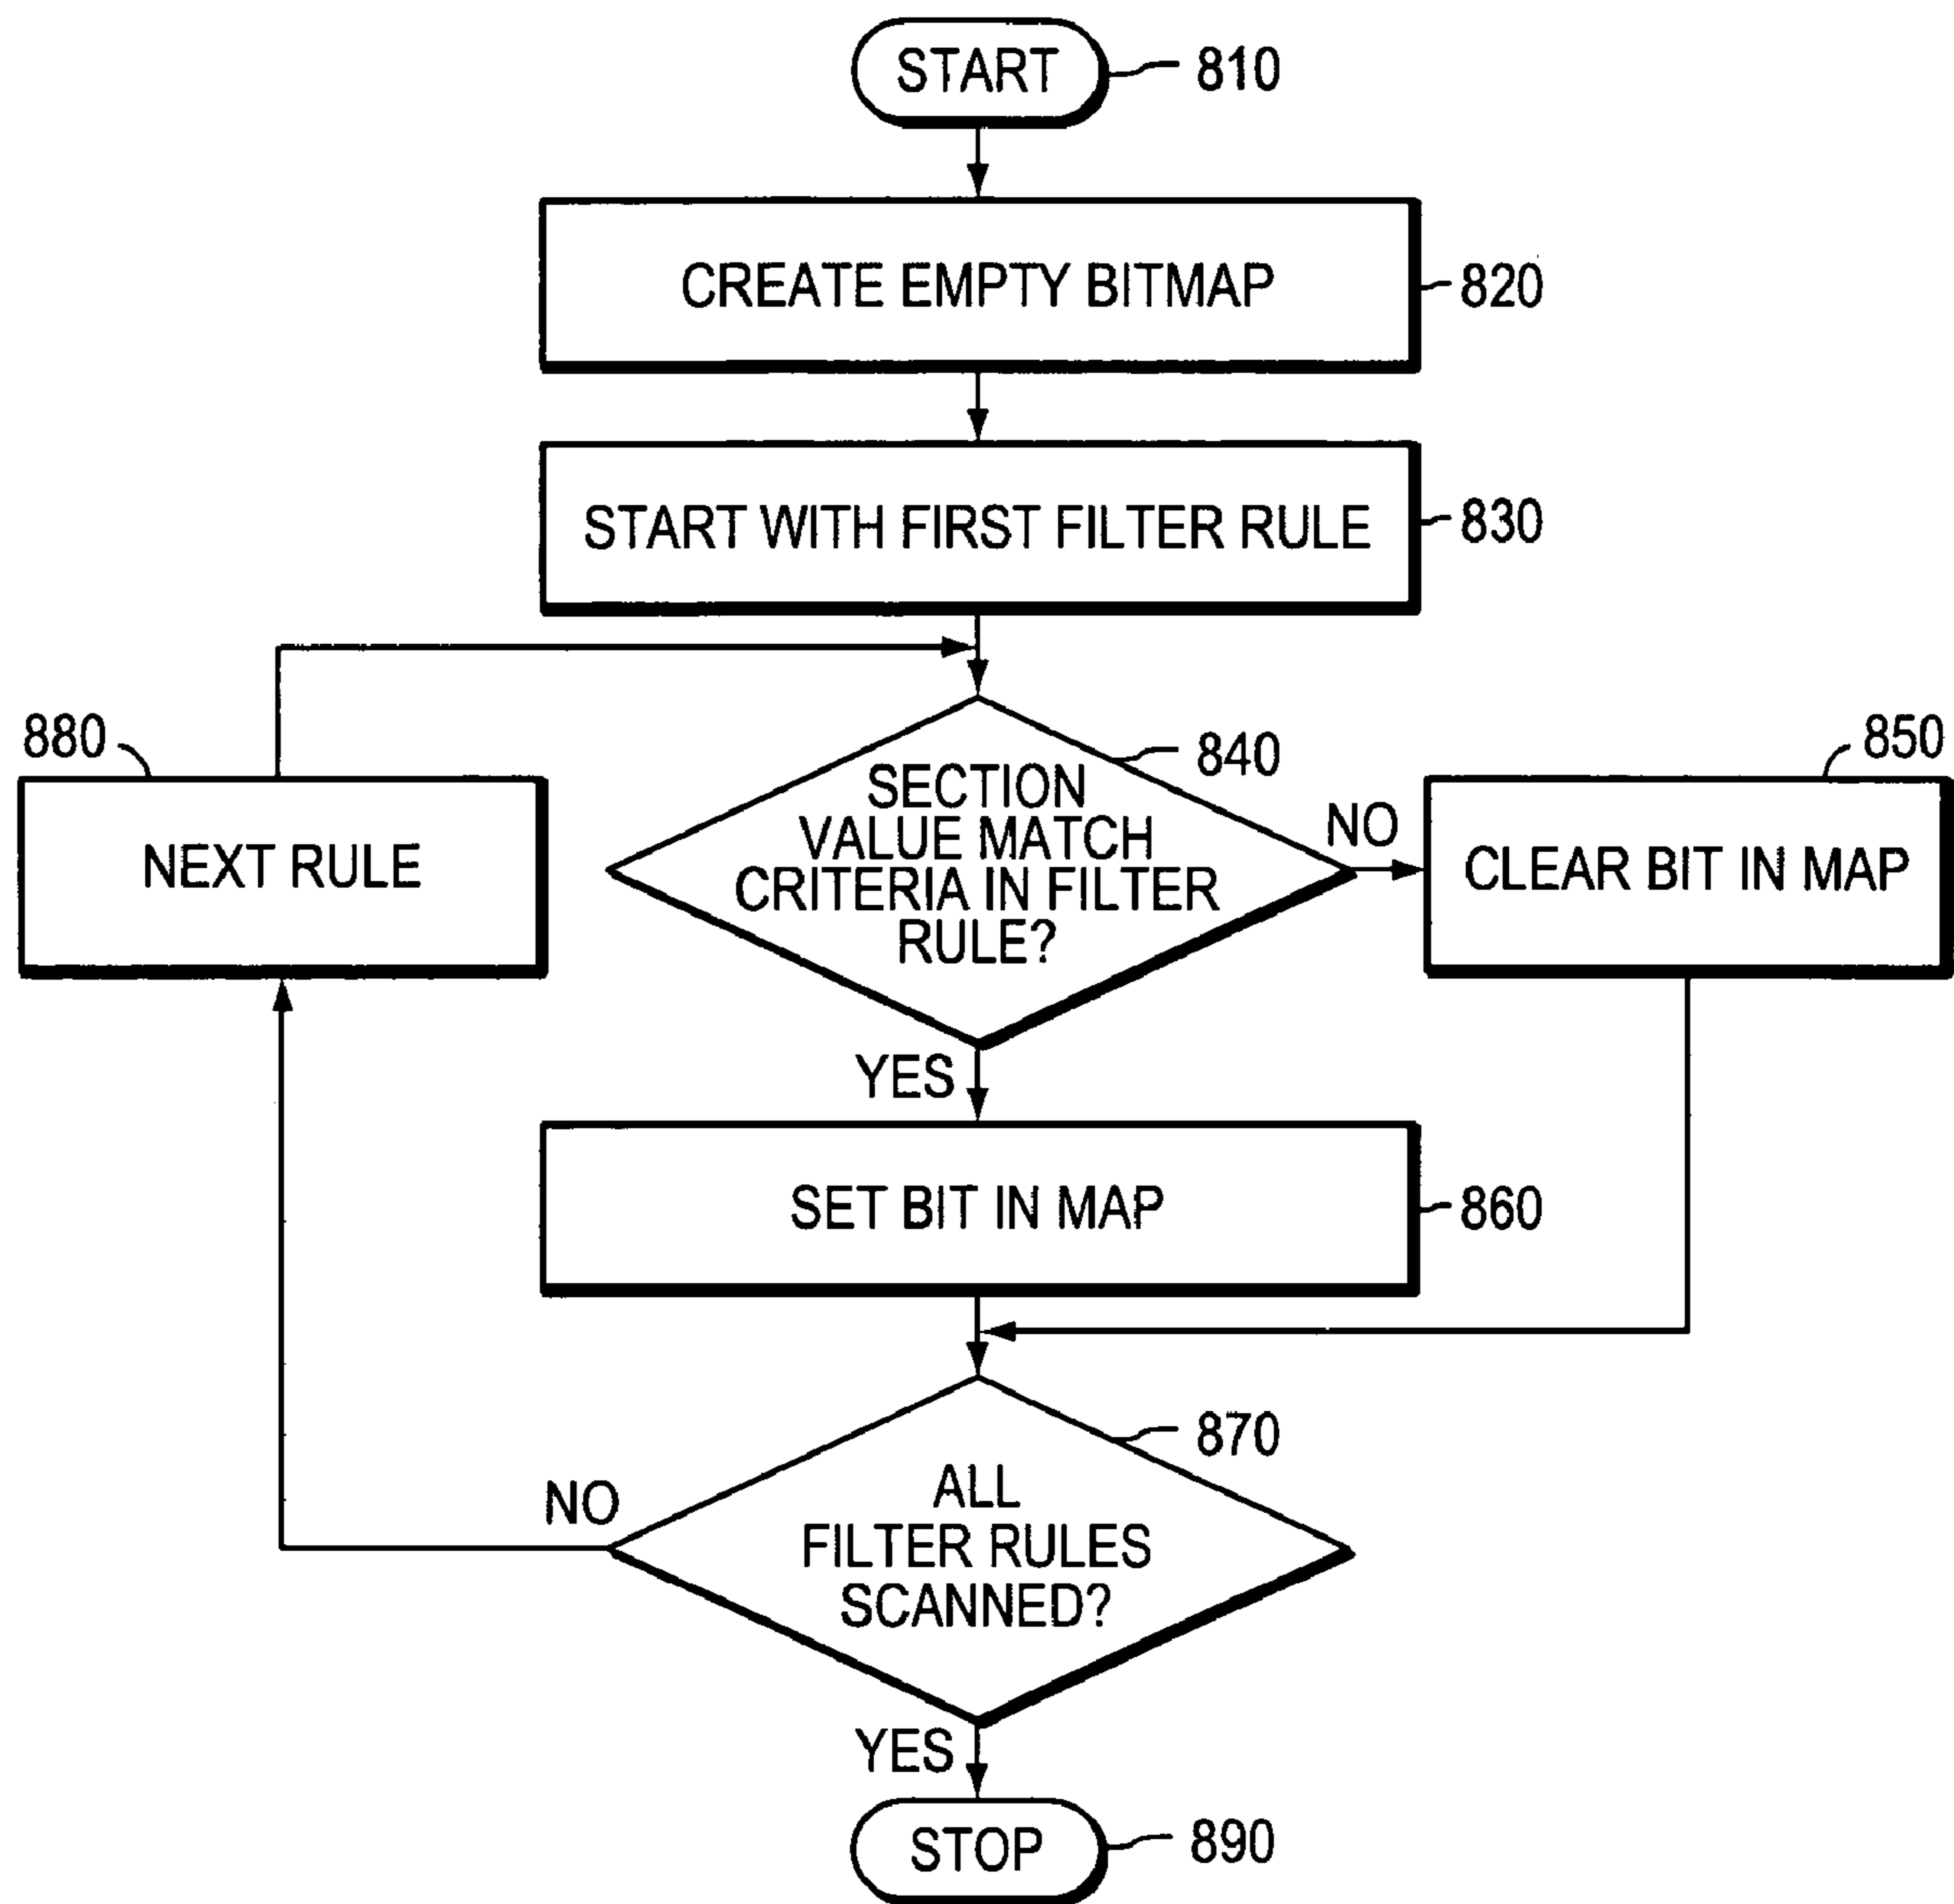 START
810
CREATE EMPTY BITMAP
820
START WITH FIRST FILTER RULE
830
880
NEXT RULE
840
SECTION
VALUE MATCH
CRITERIA IN FILTER
RULE?
NO
850
CLEAR BIT IN MAP
YES
SET BIT IN MAP
860
870
ALL
FILTER RULES
SCANNED?
NO
YES
STOP
890